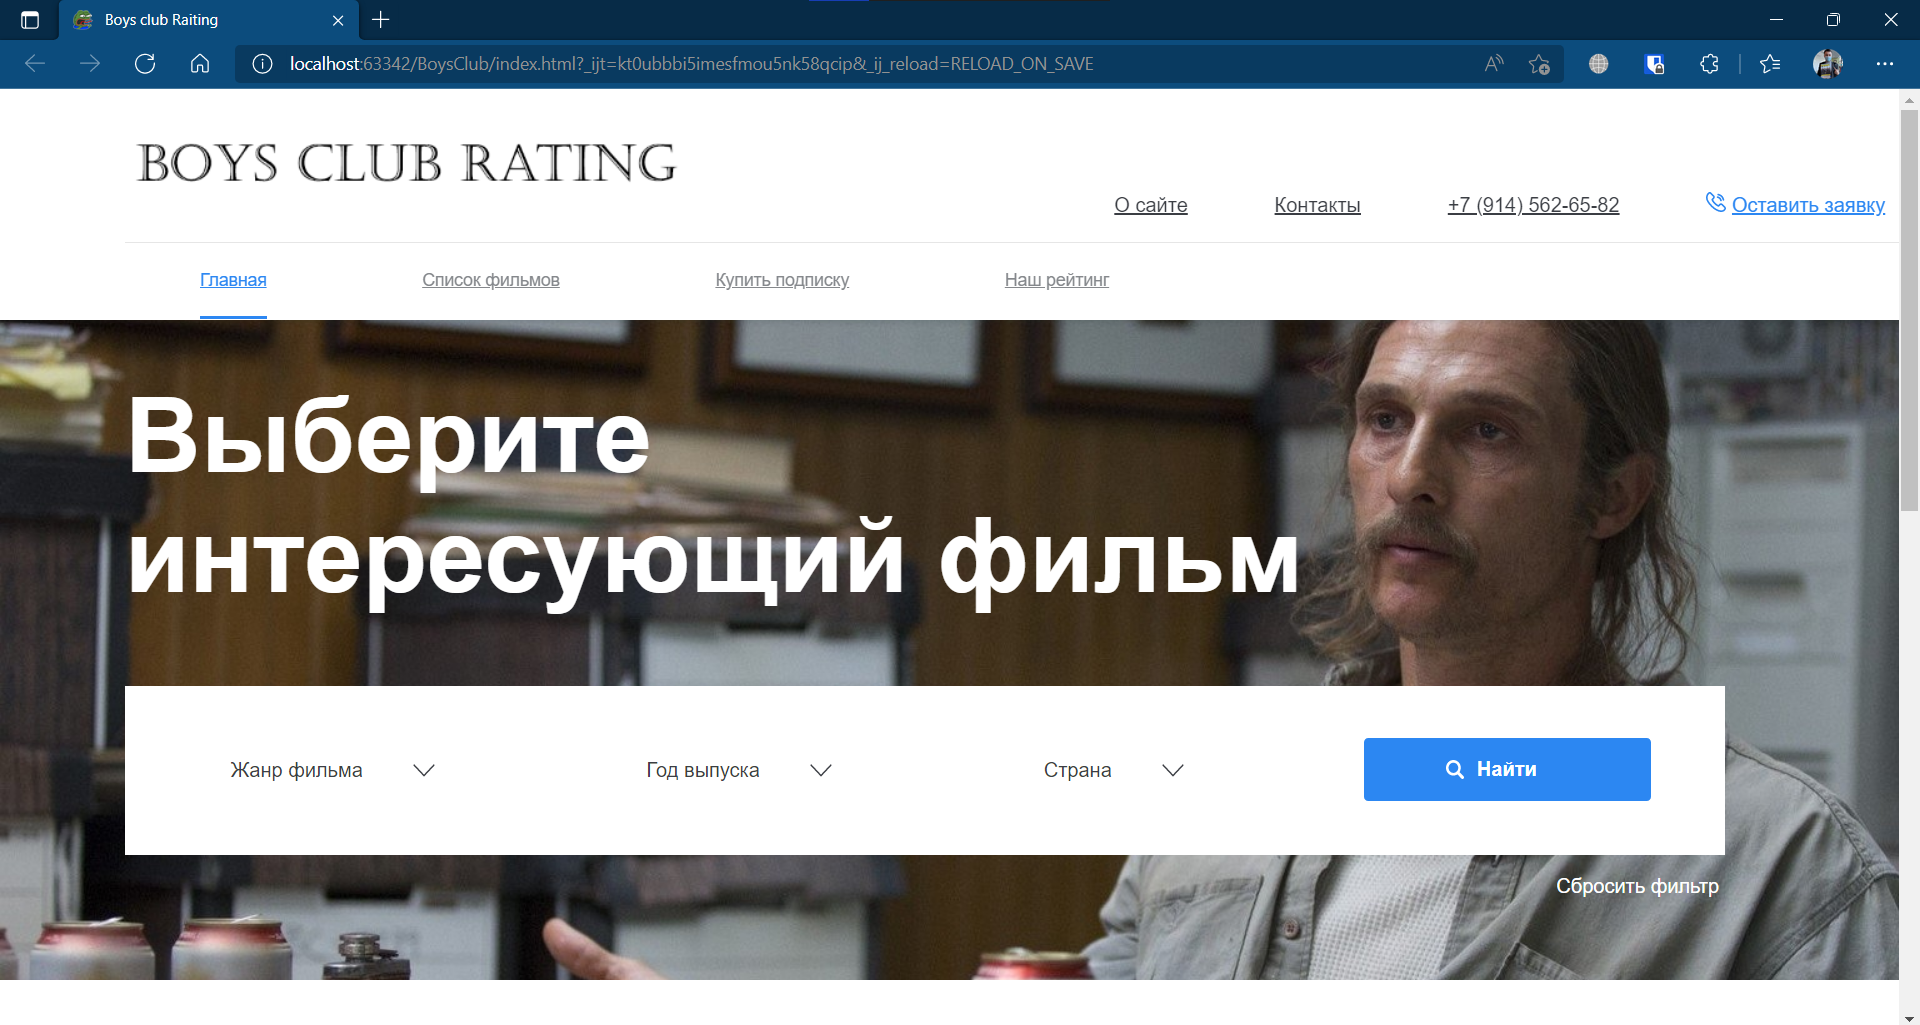 Boys club Raiting
localhost:63342/BoysClub/index.html?_ijt=kt0ubbbi5imesfmou5nk58qcip&_ij_reload=RELOAD_ON_SAVE
BOYS CLUB RATING
О сайте Контакты +7 (914) 562-65-82 Оставить заявку
Главная Список фильмов Купить подписку Наш рейтинг
Выберите
интересующий фильм
Жанр фильма Год выпуска Страна Найти
Сбросить фильтр